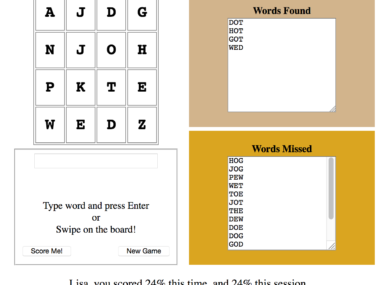 A J D G
N J O H
P K T E
W E D Z
Type word and press Enter
or
Swipe on the board!
Score Me!
New Game
Words Found
DOT
HOT
GOT
WED
Words Missed
HOG
JOG
PEW
WET
TOE
JOT
THE
DEW
DOE
DOG
GOD
Lisa, you scored 24% this time, and 24% this session